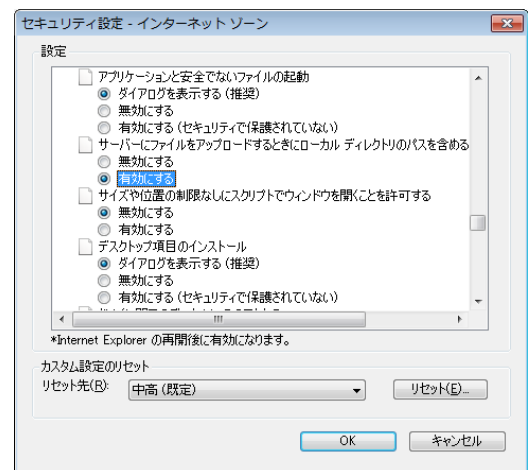 セキュリティ設定 - インターネット ゾーン
設定
アプリケーションと安全でないファイルの起動
ダイアログを表示する (推奨)
無効にする
有効にする (セキュリティで保護されていない)
サーバーにファイルをアップロードするときにローカル ディレクトリのパスを含める
無効にする
有効にする
サイズや位置の制限なしにスクリプトでウィンドウを開くことを許可する
無効にする
有効にする
デスクトップ項目のインストール
ダイアログを表示する (推奨)
無効にする
有効にする (セキュリティで保護されていない)
*Internet Explorer の再開後に有効になります。
カスタム設定のリセット
リセット先(R): 中高 (既定) リセット(E)...
OK キャンセル